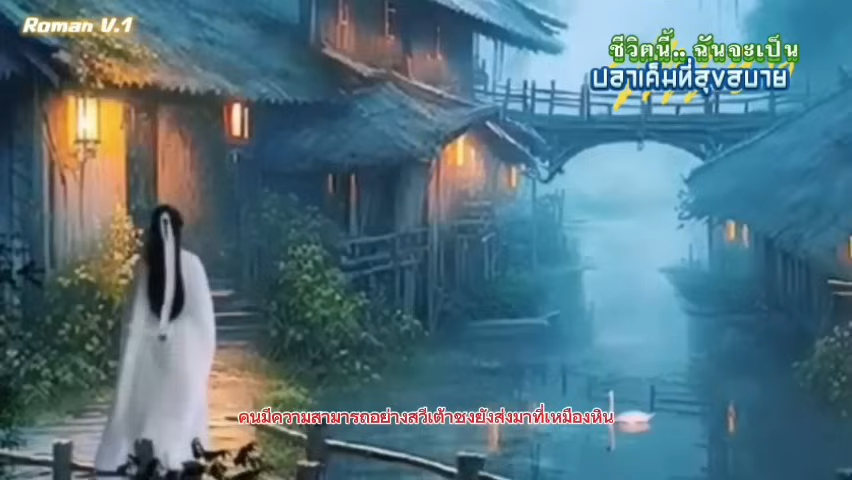 Roman V.1
ชีวิตนี้.. ฉันจะเป็น
ปลาเค็มที่สุขสบาย
คนมีความสามารถอย่างสวีเต้าซงยังส่งมาที่เหมืองหิน